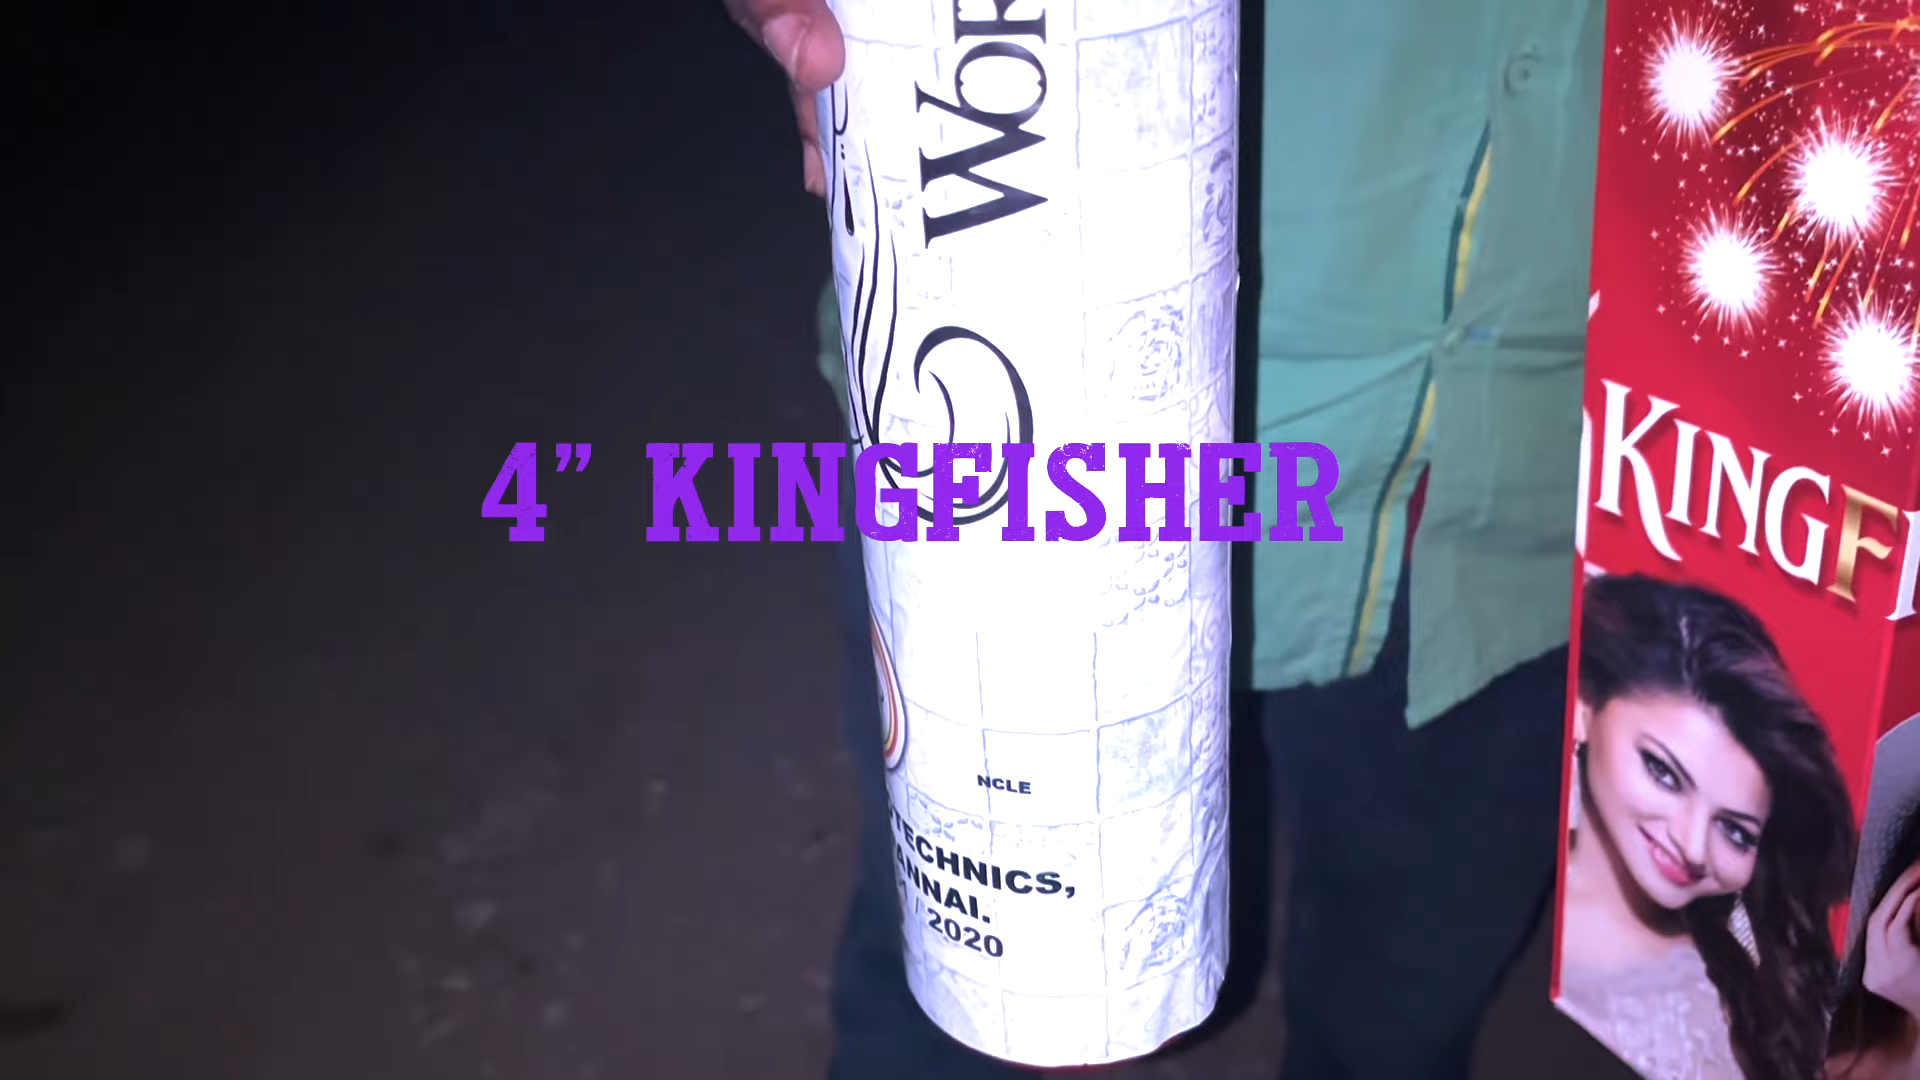 WOR
4” KINGFISHER
KINGF
NCLE
TECHNICS,
ANNAI.
/ 2020